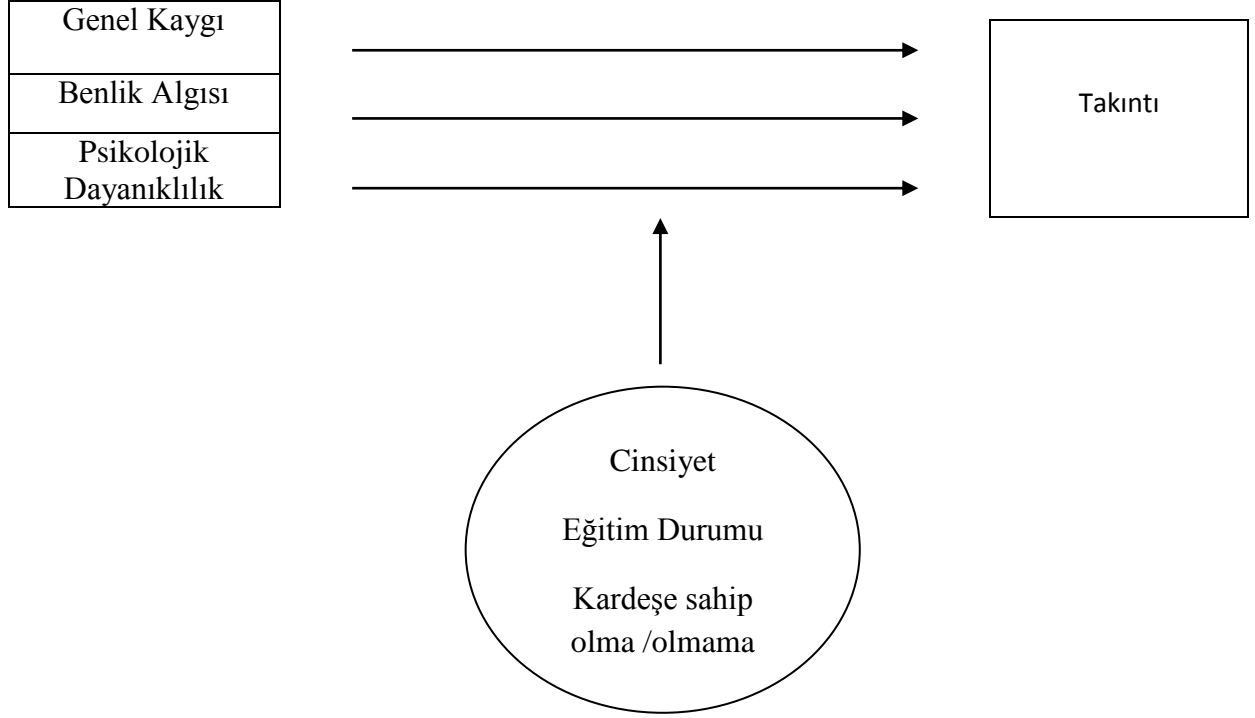 Genel Kaygı
Benlik Algısı
Psikolojik
Dayanıklılık
Takıntı
Cinsiyet
Eğitim Durumu
Kardeşe sahip
olma /olmama